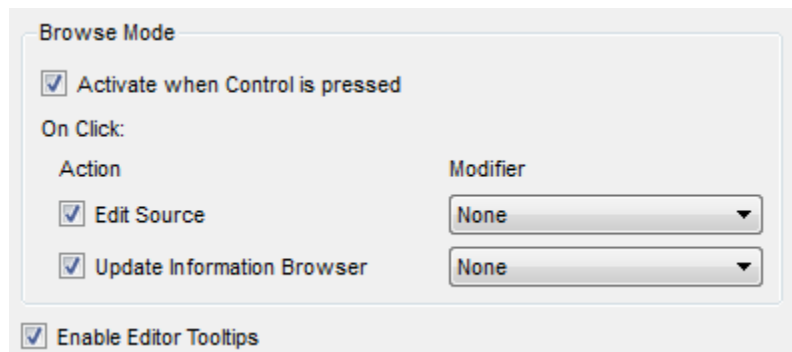 Browse Mode
Activate when Control is pressed
On Click:
Action Modifier
Edit Source None
Update Information Browser None
Enable Editor Tooltips